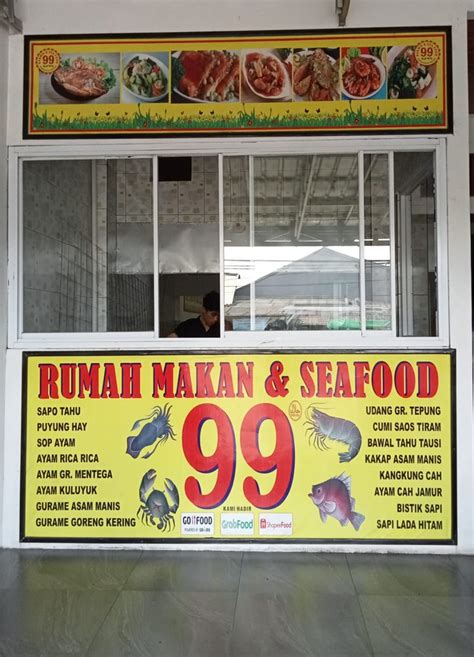 99
99
RUMAH MAKAN & SEAFOOD
SAPO TAHU
PUYUNG HAY
SOP AYAM
AYAM RICA RICA
AYAM GR. MENTEGA
AYAM KULUYUK
GURAME ASAM MANIS
GURAME GORENG KERING
99
KAMI HADIR
GOFOOD
GrabFood
ShopeeFood
UDANG GR. TEPUNG
CUMI SAOS TIRAM
BAWAL TAHU TAUSI
KAKAP ASAM MANIS
KANGKUNG CAH
AYAM CAH JAMUR
BISTIK SAPI
SAPI LADA HITAM